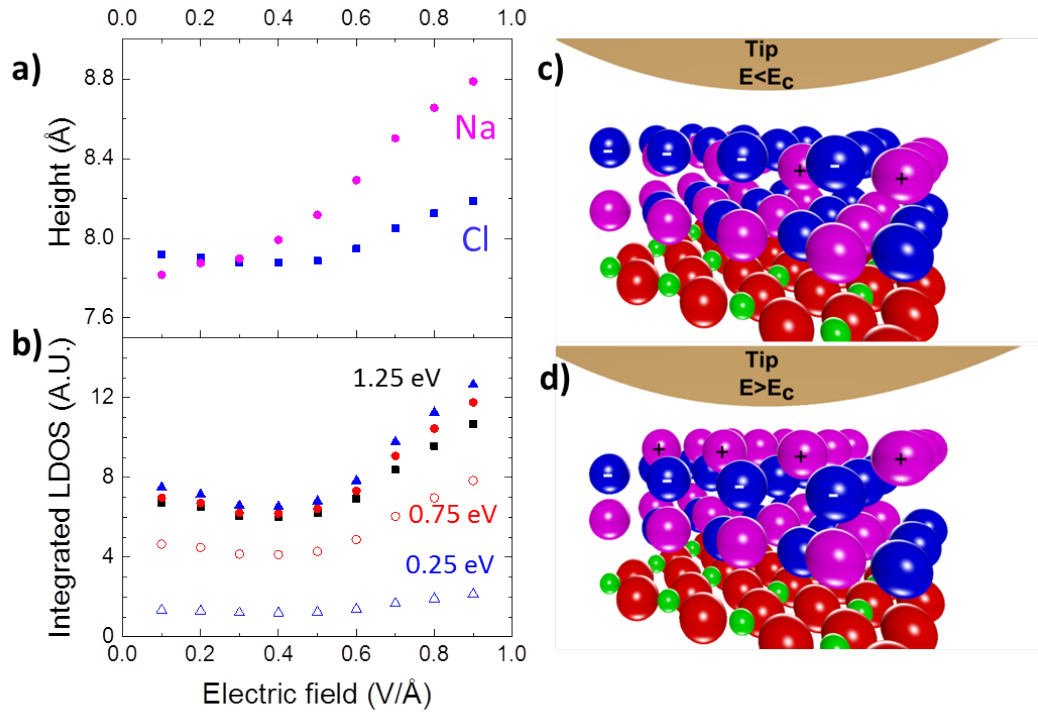 0.0 0.2 0.4 0.6 0.8 1.0
a)
8.8
8.4
8.0
7.6
Height (Å)
Na
Cl
b)
12
8
4
0
Integrated LDOS (A.U.)
1.25 eV
0.75 eV
0.25 eV
0.0 0.2 0.4 0.6 0.8 1.0
Electric field (V/Å)
c)
Tip
E<Ec
- - - + - +
d)
Tip
E>Ec
+ + + +
- - - -